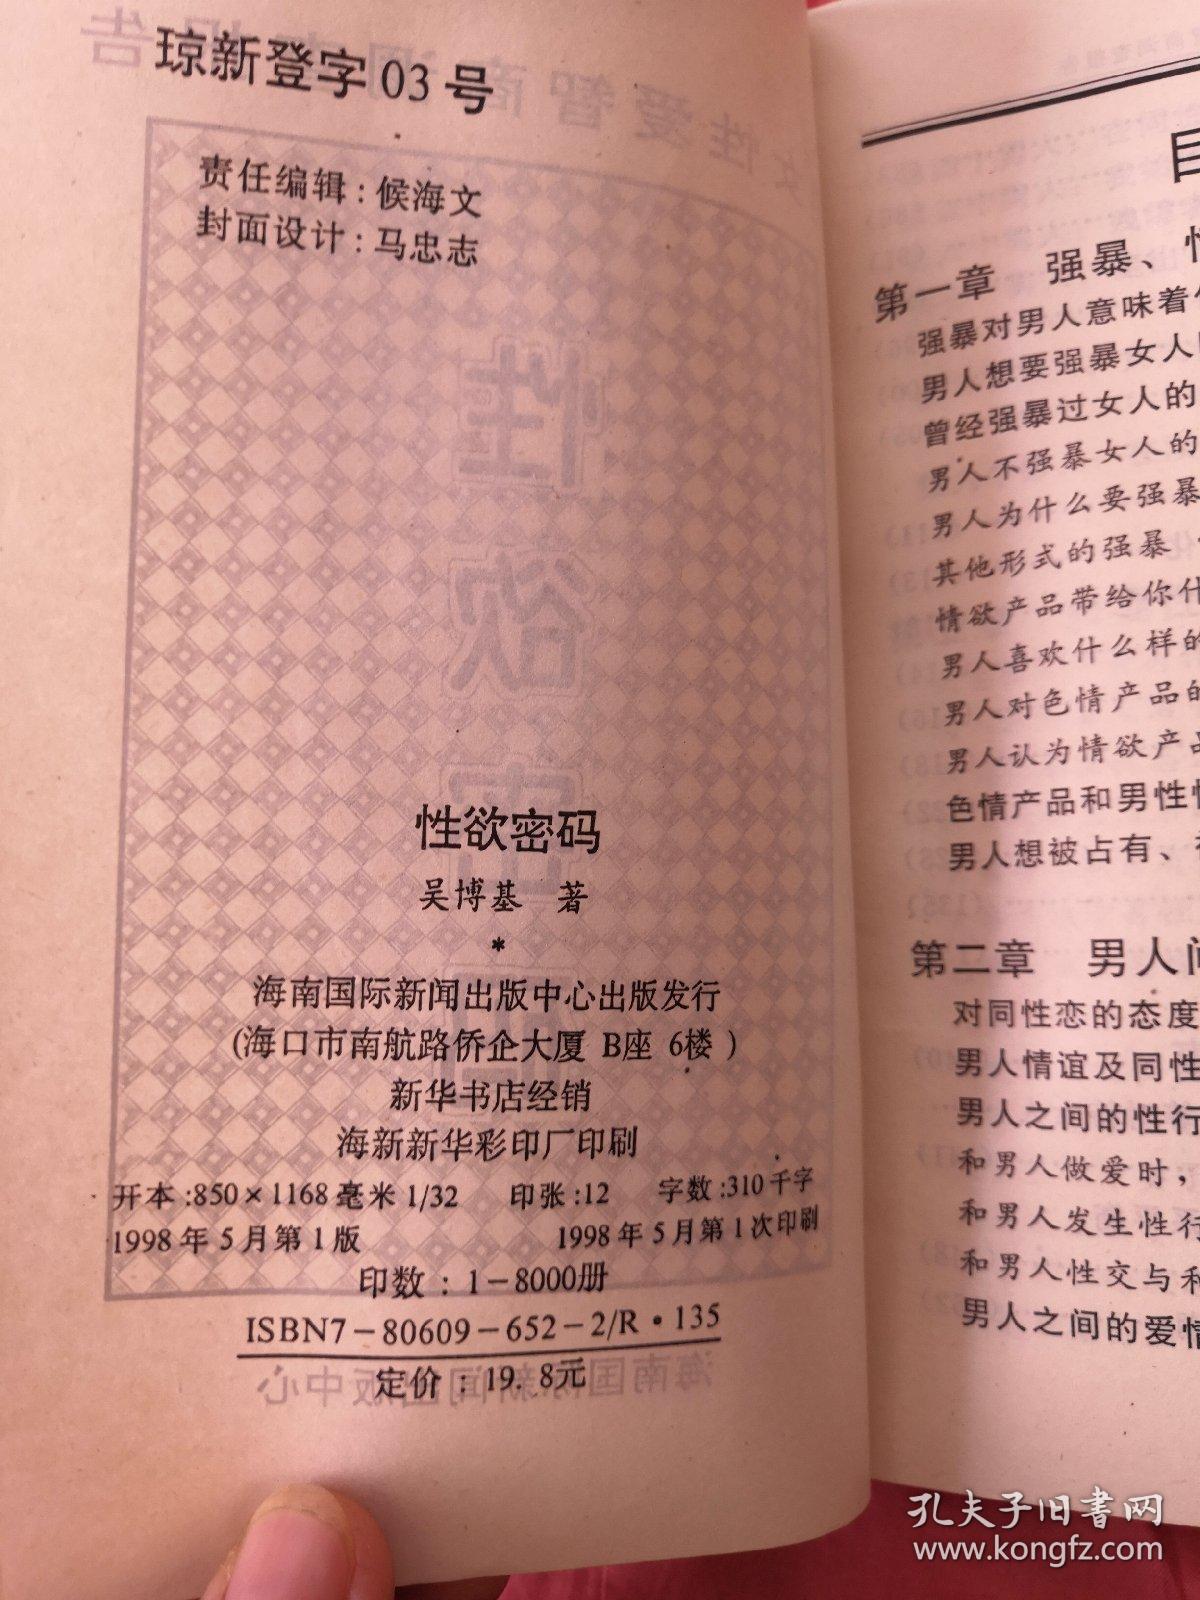 琼新登字03号
责任编辑：候海文
封面设计：马忠志
性欲密码
吴博基 著
*
海南国际新闻出版中心出版发行
(海口市南航路侨企大厦 B座 6楼 )
新华书店经销
海新新华彩印厂印刷
开本:850×1168毫米 1/32 印张:12 字数:310千字
1998年5月第1版 1998年5月第1次印刷
印数：1－8000册
ISBN7－80609－652－2/R·135
定价：19.8元
第一章 强暴、
强暴对男人意味着
男人想要强暴女人
曾经强暴过女人的
男人不强暴女人的
男人为什么要强暴
其他形式的强暴
情欲产品带给你什
男人喜欢什么样的
男人对色情产品的
男人认为情欲产品
色情产品和男性
男人想被占有、
第二章 男人间
对同性恋的态度
男人情谊及同性
男人之间的性行
和男人做爱时，
和男人发生性行
和男人性交与和
男人之间的爱情
孔夫子旧书网
www.kongfz.com